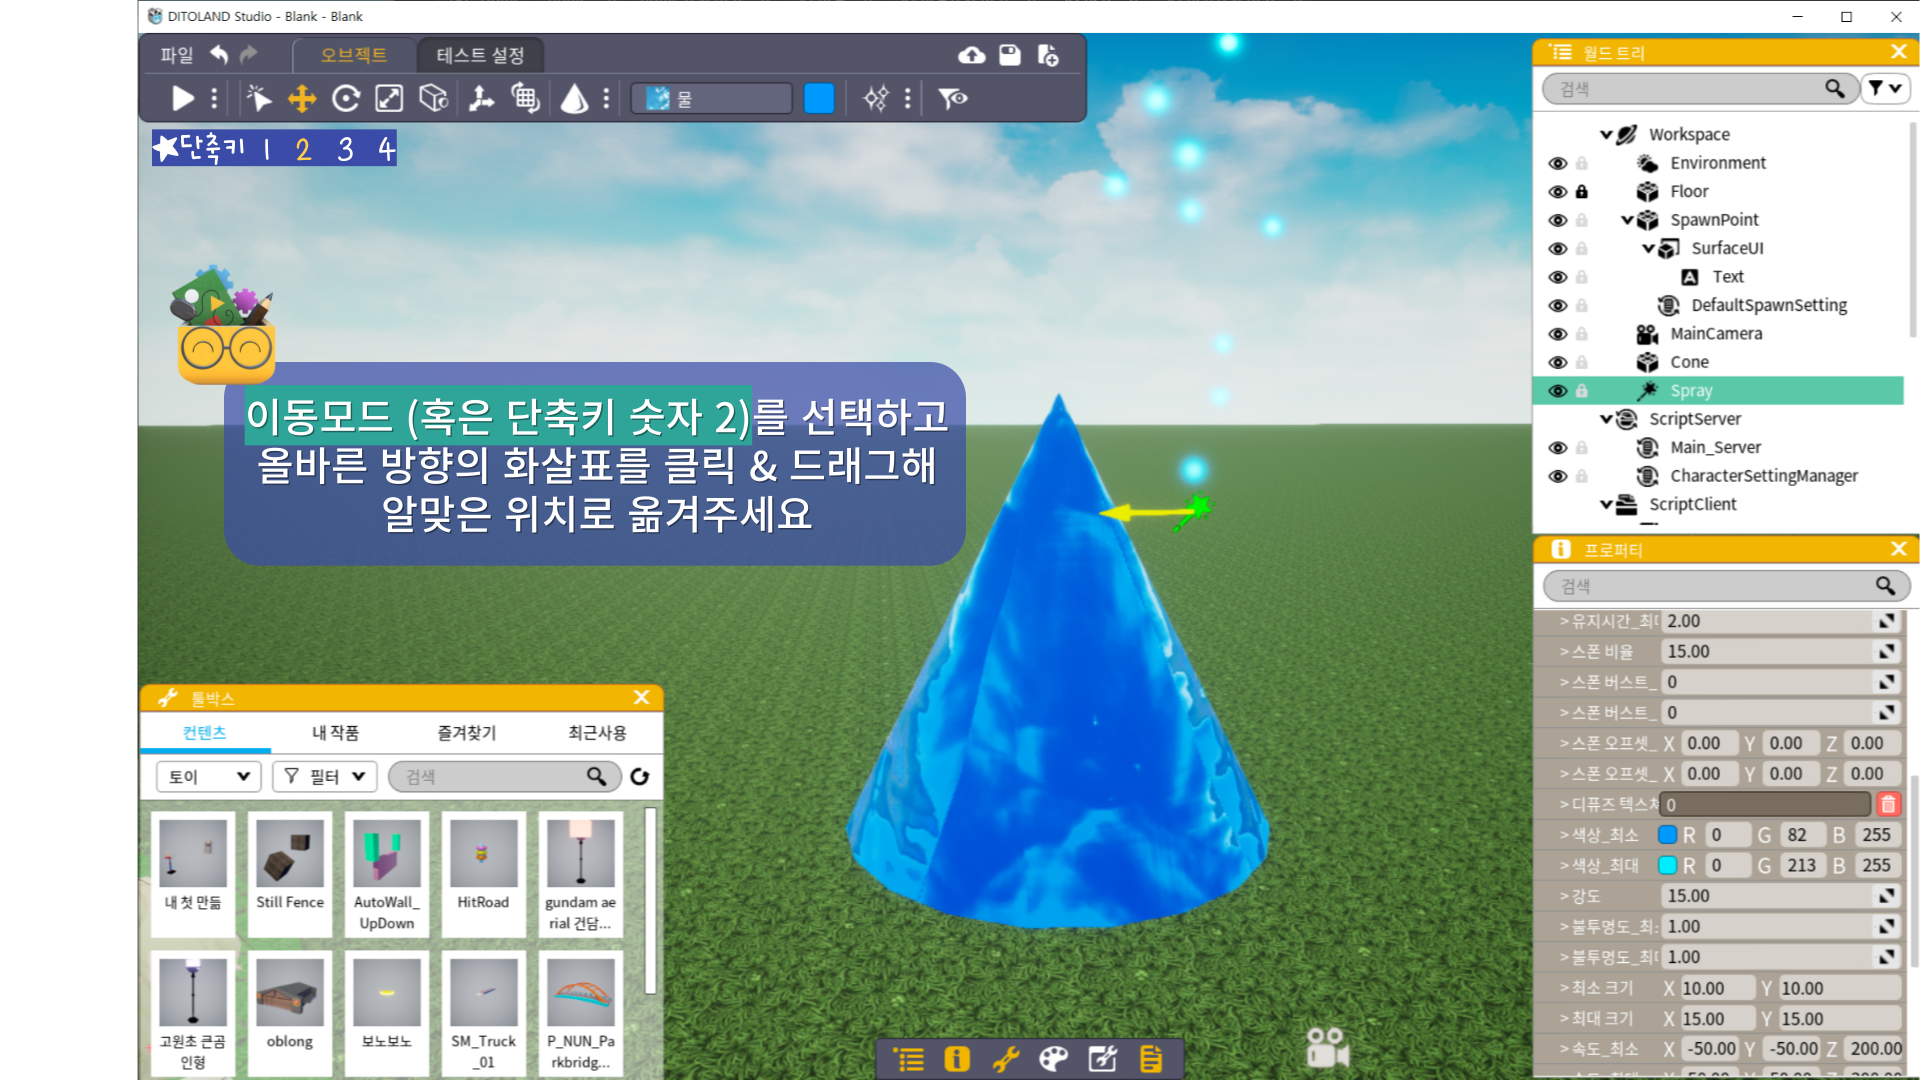 DITOLAND Studio - Blank - Blank
파일
오브젝트
테스트 설정
물
단축키 1 2 3 4
이동모드 (혹은 단축키 숫자 2)를 선택하고
올바른 방향의 화살표를 클릭 & 드래그해
알맞은 위치로 옮겨주세요
월드 트리
검색
Workspace
Environment
Floor
SpawnPoint
SurfaceUI
Text
DefaultSpawnSetting
MainCamera
Cone
Spray
ScriptServer
Main_Server
CharacterSettingManager
ScriptClient
프로퍼티
검색
> 유지시간_최대 2.00
> 스폰 비율 15.00
> 스폰 버스트_ 0
> 스폰 버스트_ 0
> 스폰 오프셋_ X 0.00 Y 0.00 Z 0.00
> 스폰 오프셋_ X 0.00 Y 0.00 Z 0.00
> 디퓨즈 텍스쳐 0
> 색상_최소 R 0 G 82 B 255
> 색상_최대 R 0 G 213 B 255
> 강도 15.00
> 불투명도_최소 1.00
> 불투명도_최대 1.00
> 최소 크기 X 10.00 Y 10.00
> 최대 크기 X 15.00 Y 15.00
> 속도_최소 X -50.00 Y -50.00 Z 200.00
툴박스
컨텐츠 내 작품 즐겨찾기 최근사용
토이 필터 검색
내 첫 만듦
Still Fence
AutoWall_
UpDown
HitRoad
gundam ae
rial 건담...
고원초 큰곰
인형
oblong
보노보노
SM_Truck
_01
P_NUN_Pa
rkbridg...